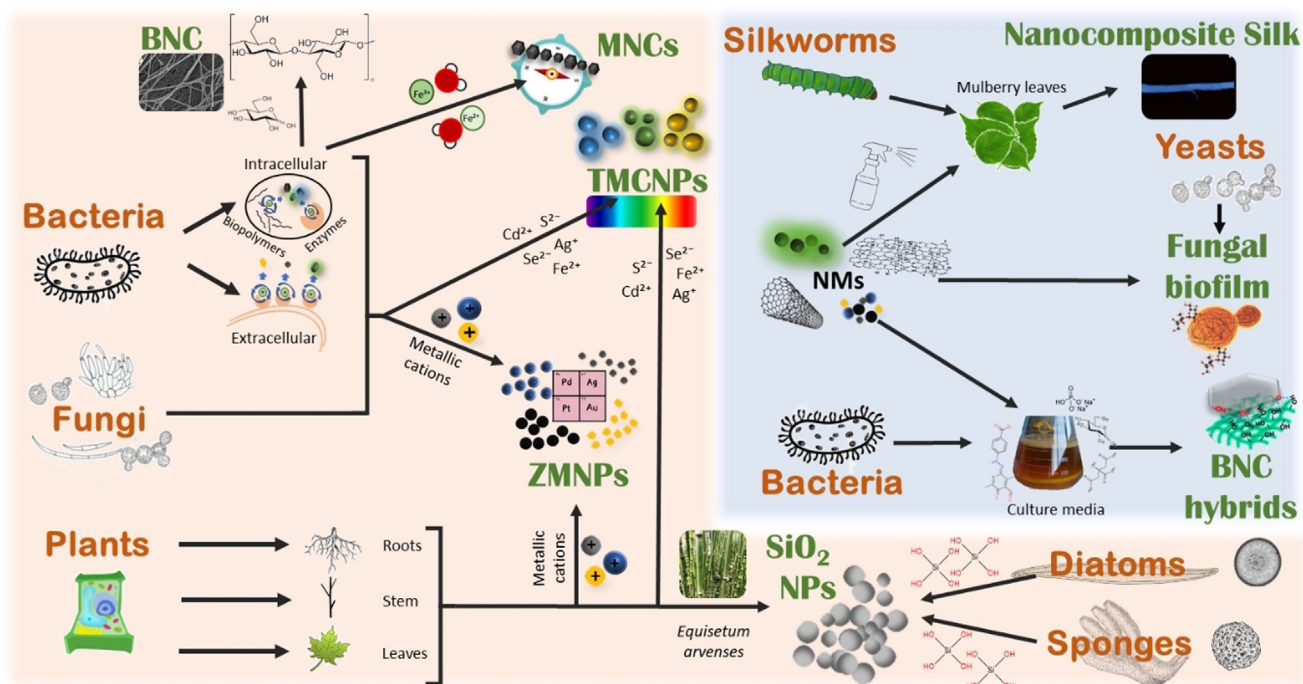 BNC
MNCs
Fe³⁺
Fe²⁺
TMCNPs
Intracellular
Biopolymers
Enzymes
Bacteria
Extracellular
Cd²⁺ S²⁻
Se²⁻ Ag⁺
Fe²⁺
S²⁻ Se²⁻
Fe²⁺
Cd²⁺ Ag⁺
+
+
+
Metallic
cations
Pd Ag
Pt Au
Fungi
ZMNPs
Plants
Roots
Stem
Leaves
Metallic
cations
+
+
+
Equisetum
arvenses
SiO₂
NPs
Diatoms
Sponges
Silkworms
Mulberry leaves
Nanocomposite Silk
Yeasts
Fungal
biofilm
NMs
Bacteria
Culture media
BNC
hybrids